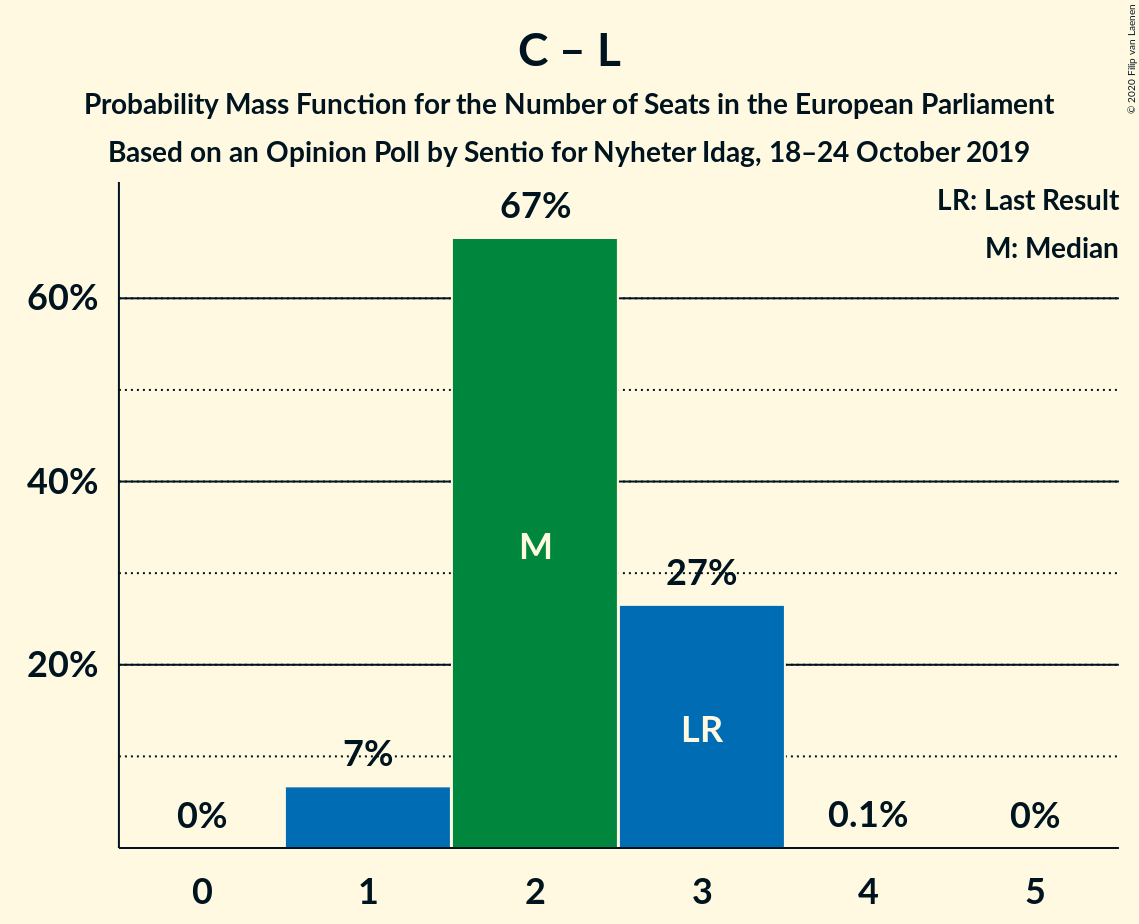 C – L
Probability Mass Function for the Number of Seats in the European Parliament
Based on an Opinion Poll by Sentio for Nyheter Idag, 18–24 October 2019
© 2020 Filip van Laenen
LR: Last Result
M: Median
67%
60%
40%
20%
M
27%
LR
7%
0%
0.1%
0%
0 1 2 3 4 5